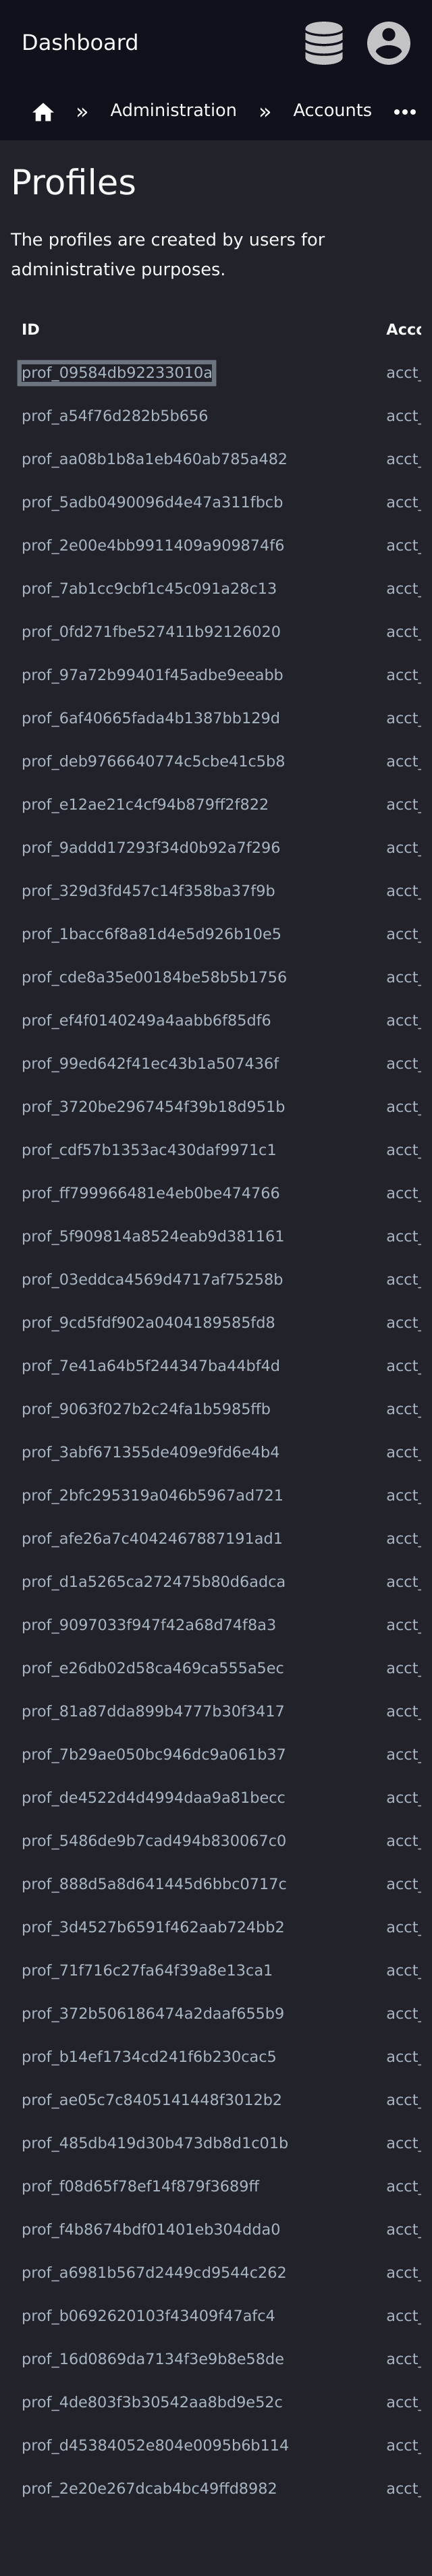 Dashboard
» Administration » Accounts •••
Profiles
The profiles are created by users for
administrative purposes.
ID Acco
prof_09584db92233010a acct_
prof_a54f76d282b5b656 acct_
prof_aa08b1b8a1eb460ab785a482 acct_
prof_5adb0490096d4e47a311fbcb acct_
prof_2e00e4bb9911409a909874f6 acct_
prof_7ab1cc9cbf1c45c091a28c13 acct_
prof_0fd271fbe527411b92126020 acct_
prof_97a72b99401f45adbe9eeabb acct_
prof_6af40665fada4b1387bb129d acct_
prof_deb9766640774c5cbe41c5b8 acct_
prof_e12ae21c4cf94b879ff2f822 acct_
prof_9addd17293f34d0b92a7f296 acct_
prof_329d3fd457c14f358ba37f9b acct_
prof_1bacc6f8a81d4e5d926b10e5 acct_
prof_cde8a35e00184be58b5b1756 acct_
prof_ef4f0140249a4aabb6f85df6 acct_
prof_99ed642f41ec43b1a507436f acct_
prof_3720be2967454f39b18d951b acct_
prof_cdf57b1353ac430daf9971c1 acct_
prof_ff799966481e4eb0be474766 acct_
prof_5f909814a8524eab9d381161 acct_
prof_03eddca4569d4717af75258b acct_
prof_9cd5fdf902a0404189585fd8 acct_
prof_7e41a64b5f244347ba44bf4d acct_
prof_9063f027b2c24fa1b5985ffb acct_
prof_3abf671355de409e9fd6e4b4 acct_
prof_2bfc295319a046b5967ad721 acct_
prof_afe26a7c4042467887191ad1 acct_
prof_d1a5265ca272475b80d6adca acct_
prof_9097033f947f42a68d74f8a3 acct_
prof_e26db02d58ca469ca555a5ec acct_
prof_81a87dda899b4777b30f3417 acct_
prof_7b29ae050bc946dc9a061b37 acct_
prof_de4522d4d4994daa9a81becc acct_
prof_5486de9b7cad494b830067c0 acct_
prof_888d5a8d641445d6bbc0717c acct_
prof_3d4527b6591f462aab724bb2 acct_
prof_71f716c27fa64f39a8e13ca1 acct_
prof_372b506186474a2daaf655b9 acct_
prof_b14ef1734cd241f6b230cac5 acct_
prof_ae05c7c8405141448f3012b2 acct_
prof_485db419d30b473db8d1c01b acct_
prof_f08d65f78ef14f879f3689ff acct_
prof_f4b8674bdf01401eb304dda0 acct_
prof_a6981b567d2449cd9544c262 acct_
prof_b0692620103f43409f47afc4 acct_
prof_16d0869da7134f3e9b8e58de acct_
prof_4de803f3b30542aa8bd9e52c acct_
prof_d45384052e804e0095b6b114 acct_
prof_2e20e267dcab4bc49ffd8982 acct_